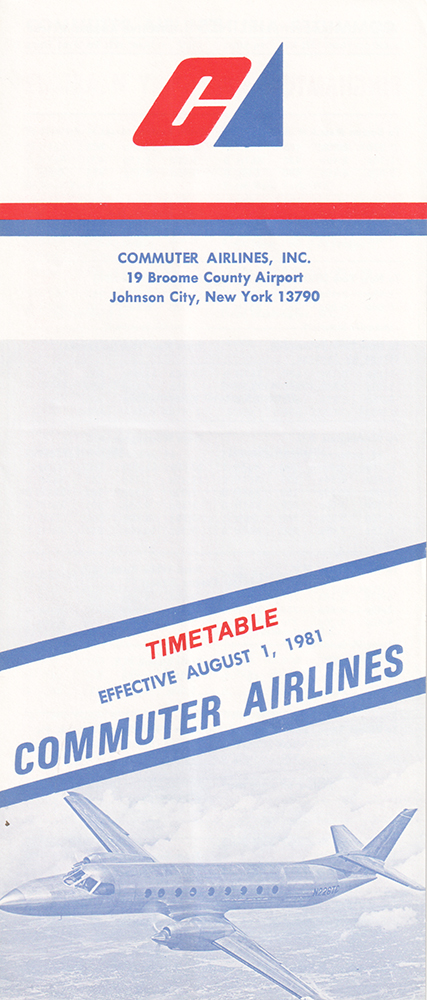 CA
COMMUTER AIRLINES, INC.
19 Broome County Airport
Johnson City, New York 13790
TIMETABLE
EFFECTIVE AUGUST 1, 1981
COMMUTER AIRLINES